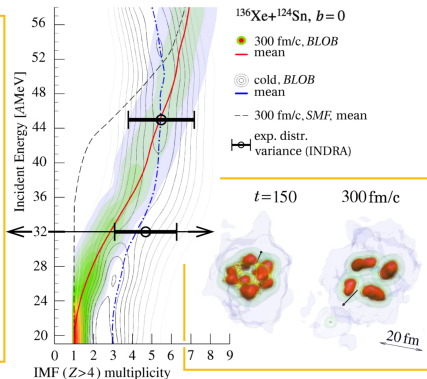 ¹³⁶Xe+¹²⁴Sn, b=0
300 fm/c, BLOB
mean
cold, BLOB
mean
300 fm/c, SMF, mean
exp. distr.
variance (INDRA)
Incident Energy [AMeV]
56
52
48
44
40
36
32
28
24
20
0 1 2 3 4 5 6 7 8 9
IMF (Z>4) multiplicity
t=150 300 fm/c
20 fm